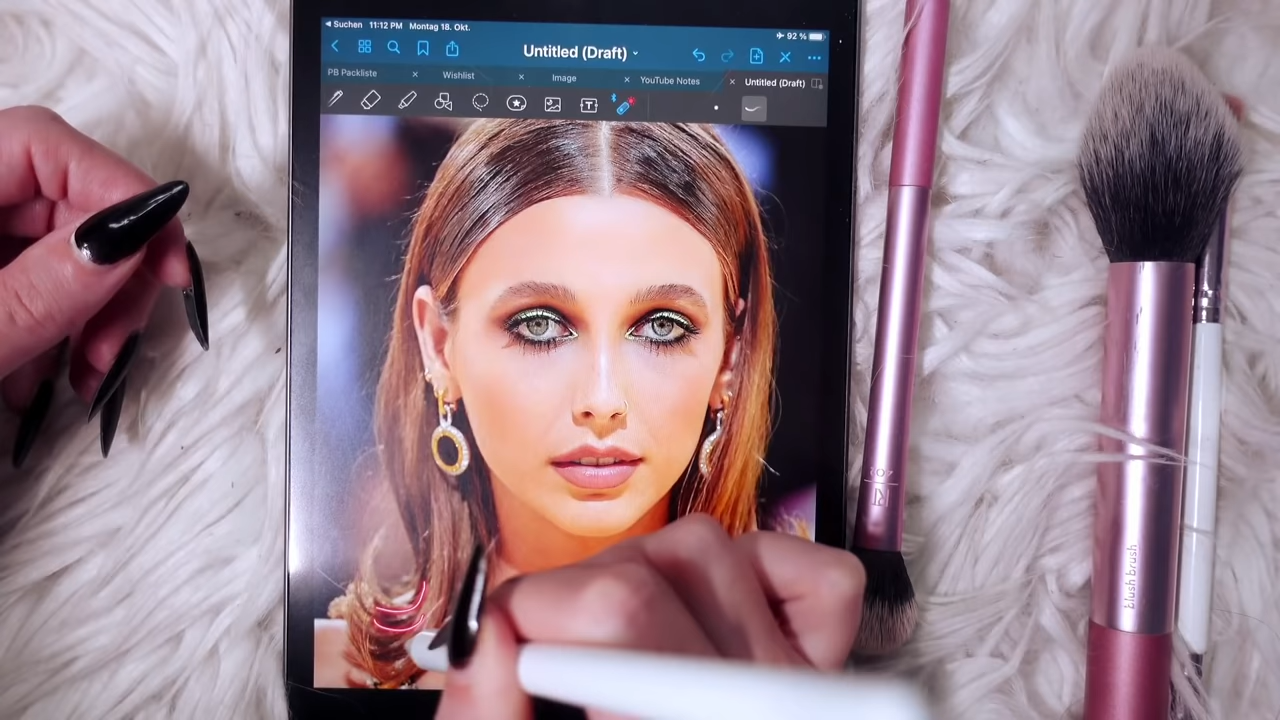 Suchen 11:12 PM Montag 18. Okt. 92 %
Untitled (Draft)
PB Packliste Wishlist Image YouTube Notes Untitled (Draft)
T
blush brush